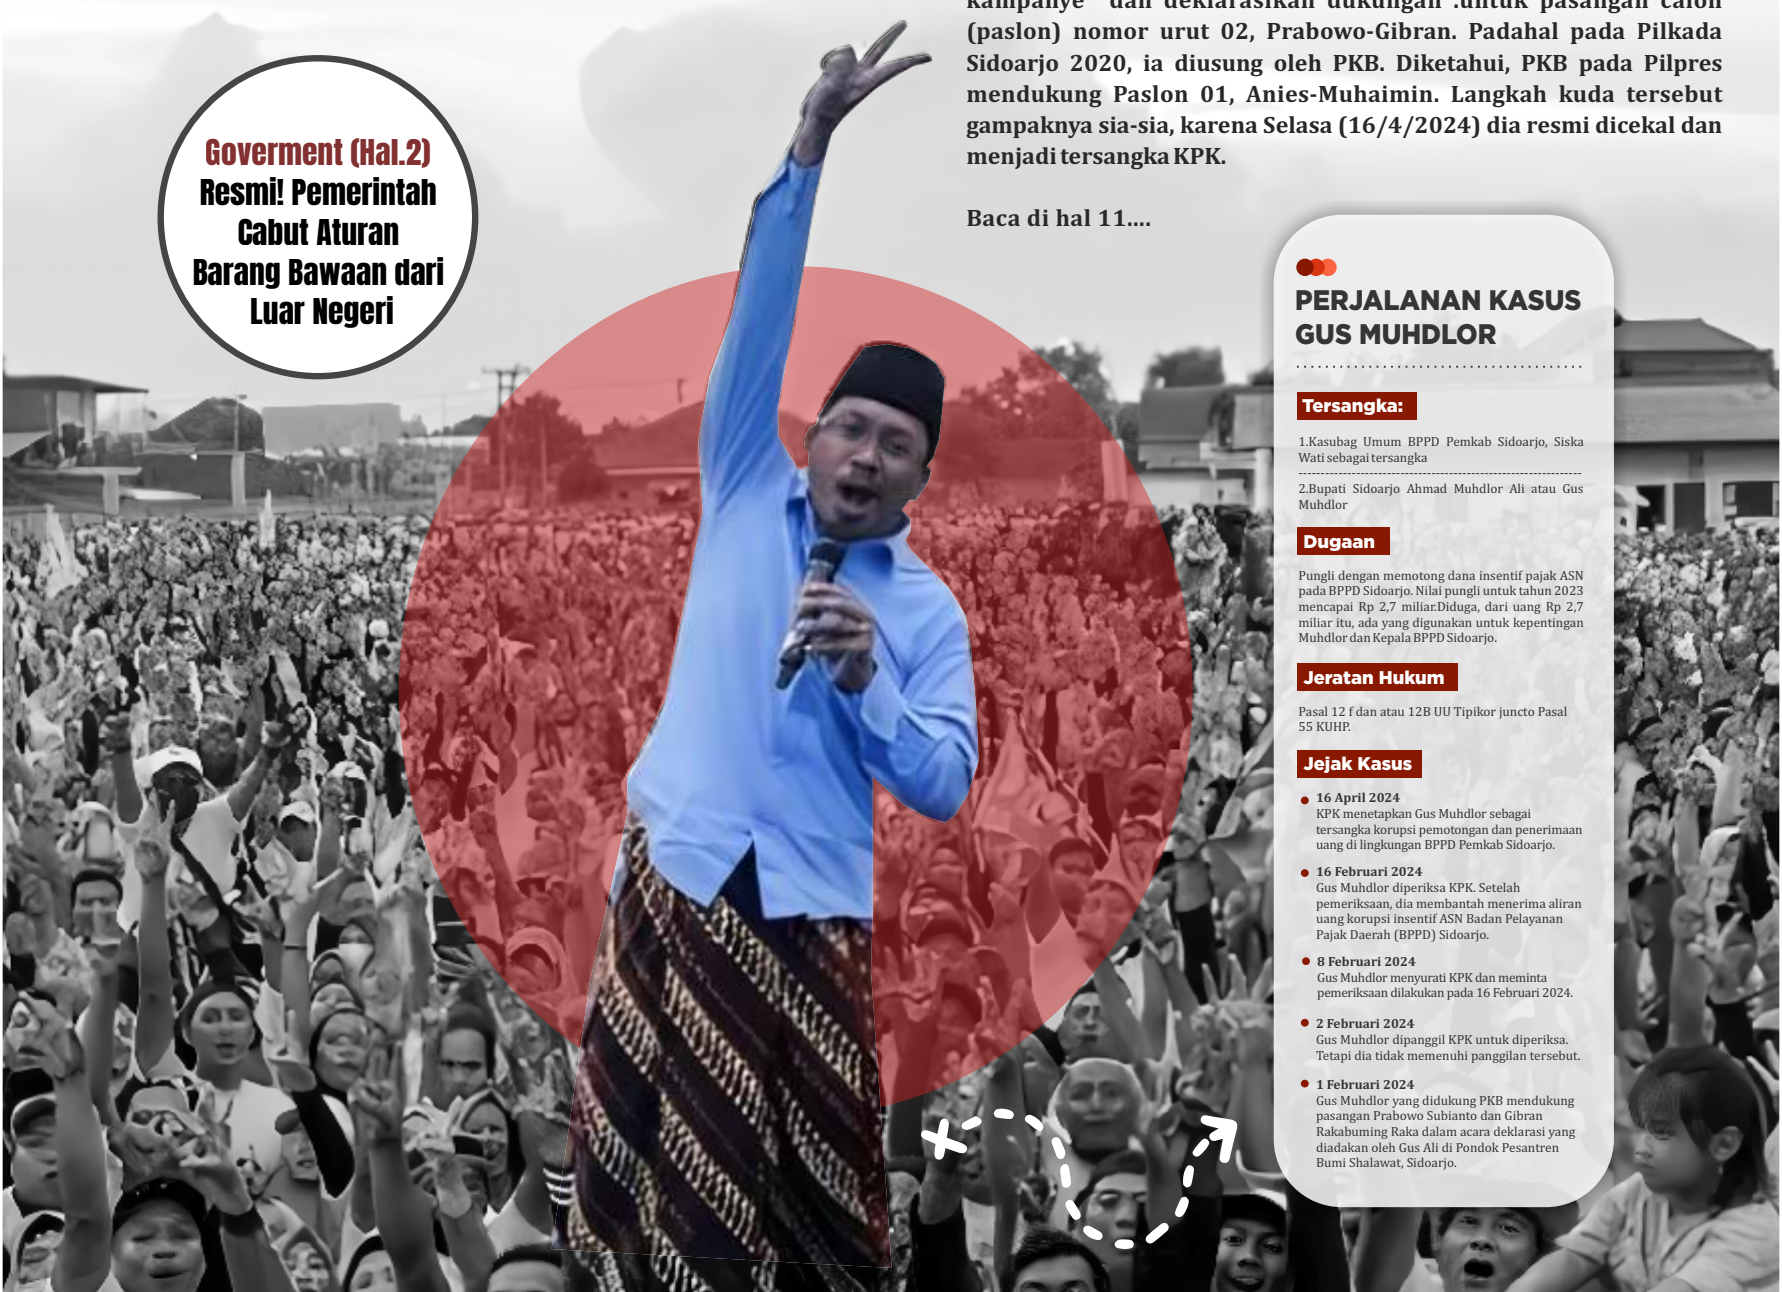 kampanye dan deklarasikan dukungan .untuk pasangan calon
(paslon) nomor urut 02, Prabowo-Gibran. Padahal pada Pilkada
Sidoarjo 2020, ia diusung oleh PKB. Diketahui, PKB pada Pilpres
mendukung Paslon 01, Anies-Muhaimin. Langkah kuda tersebut
gampaknya sia-sia, karena Selasa (16/4/2024) dia resmi dicekal dan
menjadi tersangka KPK.
Baca di hal 11....
Goverment (Hal.2)
Resmi! Pemerintah
Cabut Aturan
Barang Bawaan dari
Luar Negeri
PERJALANAN KASUS
GUS MUHDLOR
Tersangka:
1.Kasubag Umum BPPD Pemkab Sidoarjo, Siska
Wati sebagai tersangka
2.Bupati Sidoarjo Ahmad Muhdlor Ali atau Gus
Muhdlor
Dugaan
Pungli dengan memotong dana insentif pajak ASN
pada BPPD Sidoarjo. Nilai pungli untuk tahun 2023
mencapai Rp 2,7 miliar.Diduga, dari uang Rp 2,7
miliar itu, ada yang digunakan untuk kepentingan
Muhdlor dan Kepala BPPD Sidoarjo.
Jeratan Hukum
Pasal 12 f dan atau 12B UU Tipikor juncto Pasal
55 KUHP.
Jejak Kasus
16 April 2024
KPK menetapkan Gus Muhdlor sebagai
tersangka korupsi pemotongan dan penerimaan
uang di lingkungan BPPD Pemkab Sidoarjo.
16 Februari 2024
Gus Muhdlor diperiksa KPK. Setelah
pemeriksaan, dia membantah menerima aliran
uang korupsi insentif ASN Badan Pelayanan
Pajak Daerah (BPPD) Sidoarjo.
8 Februari 2024
Gus Muhdlor menyurati KPK dan meminta
pemeriksaan dilakukan pada 16 Februari 2024.
2 Februari 2024
Gus Muhdlor dipanggil KPK untuk diperiksa.
Tetapi dia tidak memenuhi panggilan tersebut.
1 Februari 2024
Gus Muhdlor yang didukung PKB mendukung
pasangan Prabowo Subianto dan Gibran
Rakabuming Raka dalam acara deklarasi yang
diadakan oleh Gus Ali di Pondok Pesantren
Bumi Shalawat, Sidoarjo.